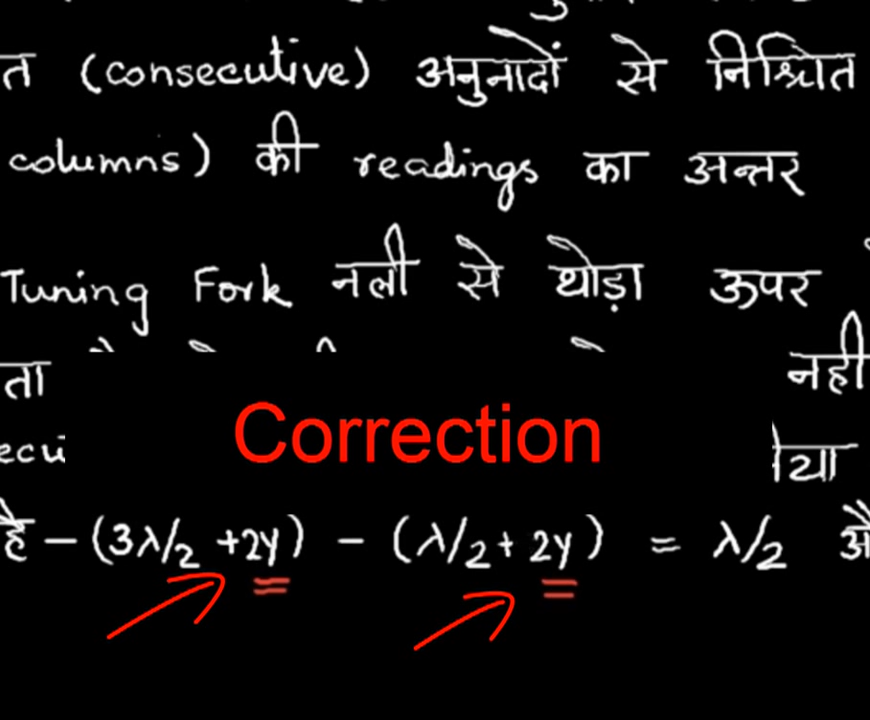 त (consecutive) अनुनादों से निश्चित
columns) की readings का अन्तर
Tuning Fork नली से थोड़ा ऊपर
ता नही
Correction
है - (3λ/2 +2y) - (λ/2+ 2y) = λ/2